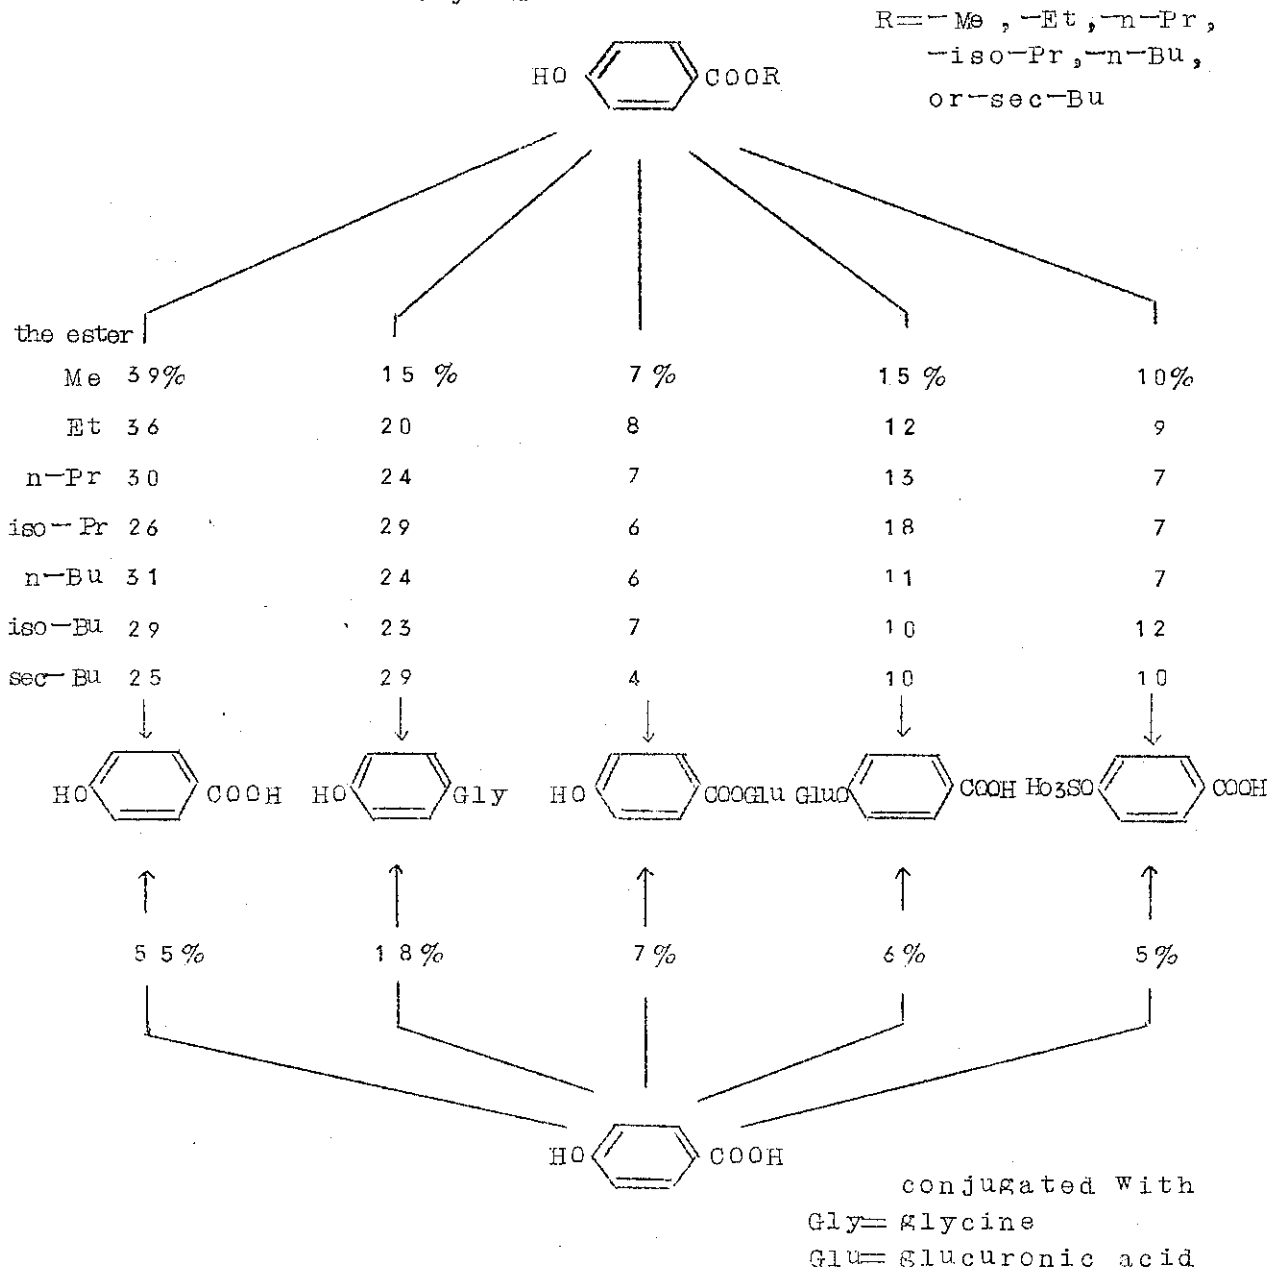 R=-Me, -Et, -n-Pr,
-iso-Pr, -n-Bu,
or-sec-Bu
HO COOR
the ester
Me 39% 15% 7% 15% 10%
Et 36 20 8 12 9
n-Pr 30 24 7 13 7
iso-Pr 26 29 6 18 7
n-Bu 31 24 6 11 7
iso-Bu 29 23 7 10 12
sec-Bu 25 29 4 10 10
HO COOH HO Gly HO COOGlu GluO COOH Ho3SO COOH
55% 18% 7% 6% 5%
HO COOH
conjugated With
Gly= glycine
Glu= glucuronic acid